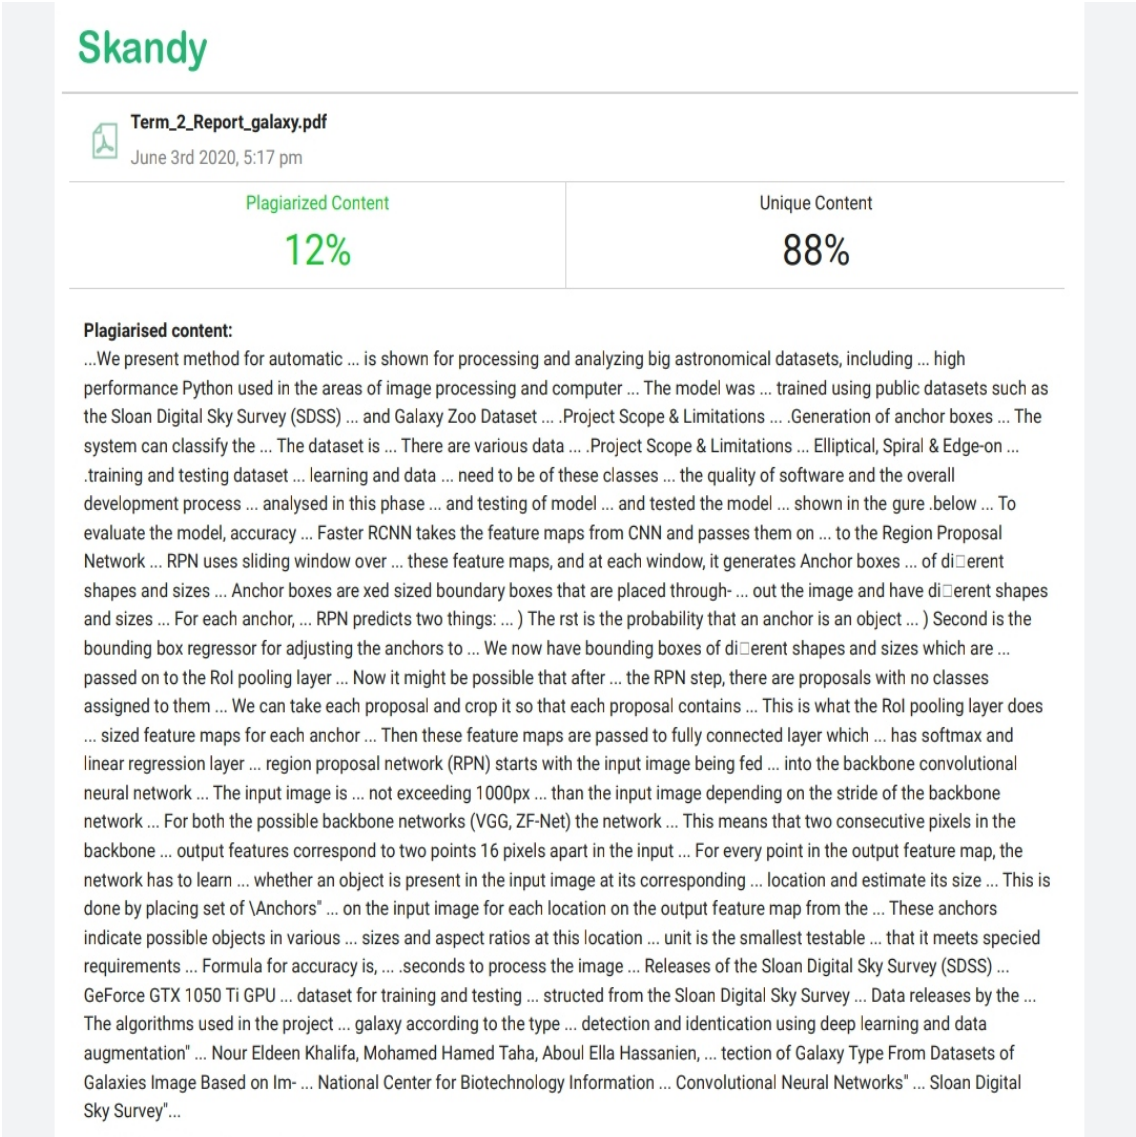 Skandy
Term_2_Report_galaxy.pdf
June 3rd 2020, 5:17 pm
Plagiarized Content
12%
Unique Content
88%
Plagiarised content:
...We present method for automatic ... is shown for processing and analyzing big astronomical datasets, including ... high
performance Python used in the areas of image processing and computer ... The model was ... trained using public datasets such as
the Sloan Digital Sky Survey (SDSS) ... and Galaxy Zoo Dataset ... .Project Scope & Limitations ... .Generation of anchor boxes ... The
system can classify the ... The dataset is ... There are various data ... .Project Scope & Limitations ... Elliptical, Spiral & Edge-on ...
.training and testing dataset ... learning and data ... need to be of these classes ... the quality of software and the overall
development process ... analysed in this phase ... and testing of model ... and tested the model ... shown in the gure .below ... To
evaluate the model, accuracy ... Faster RCNN takes the feature maps from CNN and passes them on ... to the Region Proposal
Network ... RPN uses sliding window over ... these feature maps, and at each window, it generates Anchor boxes ... of di□erent
shapes and sizes ... Anchor boxes are xed sized boundary boxes that are placed through- ... out the image and have di□erent shapes
and sizes ... For each anchor, ... RPN predicts two things: ... ) The rst is the probability that an anchor is an object ... ) Second is the
bounding box regressor for adjusting the anchors to ... We now have bounding boxes of di□erent shapes and sizes which are ...
passed on to the RoI pooling layer ... Now it might be possible that after ... the RPN step, there are proposals with no classes
assigned to them ... We can take each proposal and crop it so that each proposal contains ... This is what the RoI pooling layer does
... sized feature maps for each anchor ... Then these feature maps are passed to fully connected layer which ... has softmax and
linear regression layer ... region proposal network (RPN) starts with the input image being fed ... into the backbone convolutional
neural network ... The input image is ... not exceeding 1000px ... than the input image depending on the stride of the backbone
network ... For both the possible backbone networks (VGG, ZF-Net) the network ... This means that two consecutive pixels in the
backbone ... output features correspond to two points 16 pixels apart in the input ... For every point in the output feature map, the
network has to learn ... whether an object is present in the input image at its corresponding ... location and estimate its size ... This is
done by placing set of \Anchors" ... on the input image for each location on the output feature map from the ... These anchors
indicate possible objects in various ... sizes and aspect ratios at this location ... unit is the smallest testable ... that it meets specied
requirements ... Formula for accuracy is, ... .seconds to process the image ... Releases of the Sloan Digital Sky Survey (SDSS) ...
GeForce GTX 1050 Ti GPU ... dataset for training and testing ... structed from the Sloan Digital Sky Survey ... Data releases by the ...
The algorithms used in the project ... galaxy according to the type ... detection and identication using deep learning and data
augmentation" ... Nour Eldeen Khalifa, Mohamed Hamed Taha, Aboul Ella Hassanien, ... tection of Galaxy Type From Datasets of
Galaxies Image Based on Im- ... National Center for Biotechnology Information ... Convolutional Neural Networks" ... Sloan Digital
Sky Survey"...